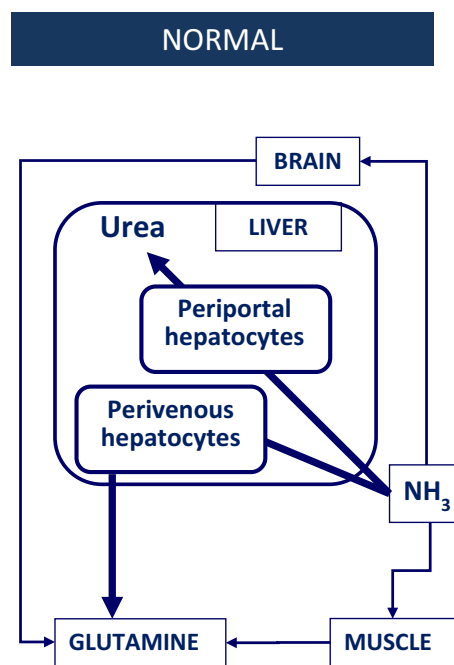 NORMAL
BRAIN
Urea
LIVER
Periportal
hepatocytes
Perivenous
hepatocytes
NH3
GLUTAMINE
MUSCLE